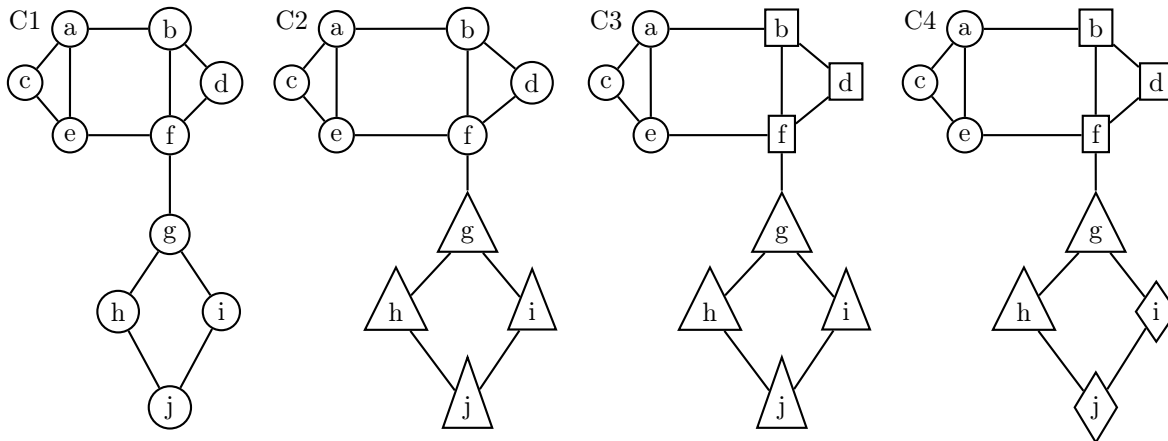 C1 a b C2 a b C3 a b C4 a b
c d c d c d c d
e f e f e f e f
g g g g
h i h i h i h i
j j j j